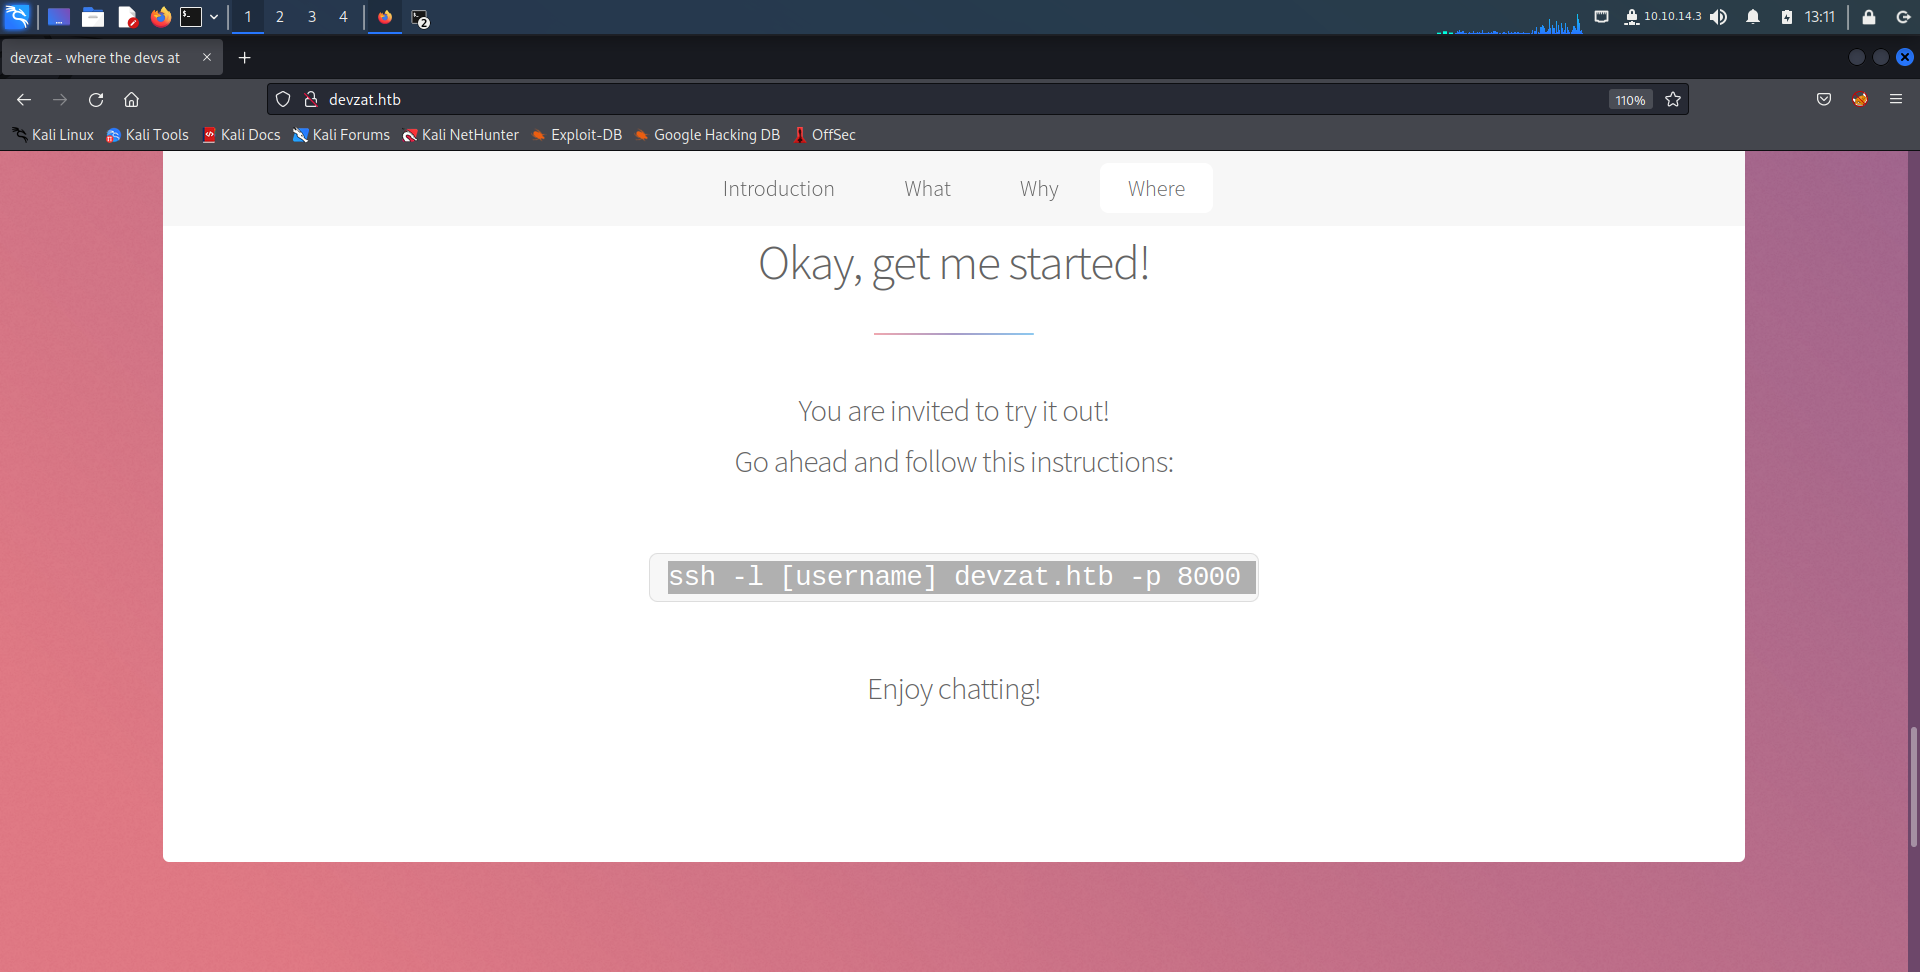 1 2 3 4 2 10.10.14.3 13:11
devzat - where the devs at
devzat.htb 110%
Kali Linux Kali Tools Kali Docs Kali Forums Kali NetHunter Exploit-DB Google Hacking DB OffSec
Introduction What Why Where
Okay, get me started!
You are invited to try it out!
Go ahead and follow this instructions:
ssh -l [username] devzat.htb -p 8000
Enjoy chatting!